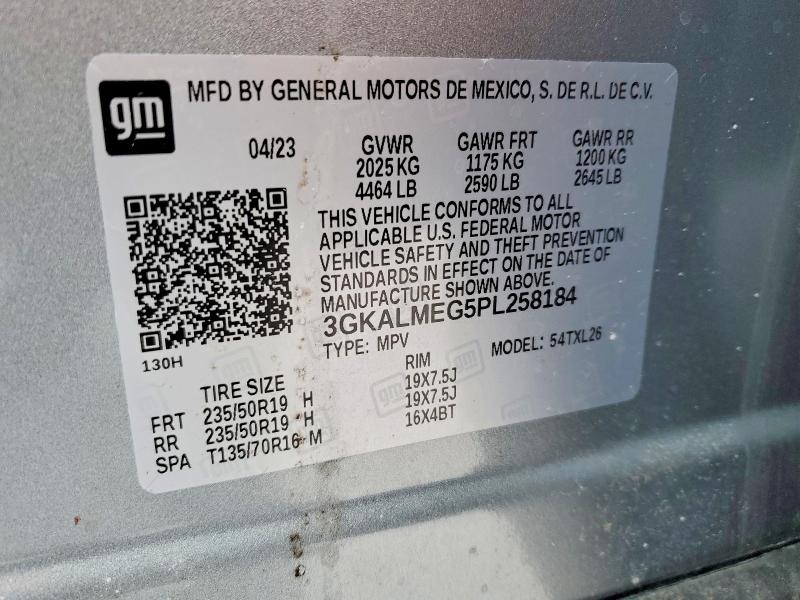 gm
MFD BY GENERAL MOTORS DE MEXICO, S. DE R.L. DE C.V.
04/23 GVWR GAWR FRT GAWR RR
2025 KG 1175 KG 1200 KG
4464 LB 2590 LB 2645 LB
THIS VEHICLE CONFORMS TO ALL
APPLICABLE U.S. FEDERAL MOTOR
VEHICLE SAFETY AND THEFT PREVENTION
STANDARDS IN EFFECT ON THE DATE OF
MANUFACTURE SHOWN ABOVE.
3GKALMEG5PL258184
130H
TYPE: MPV MODEL: 54TXL26
TIRE SIZE RIM
FRT 235/50R19 H 19X7.5J
RR 235/50R19 H 19X7.5J
SPA T135/70R16 M 16X4BT